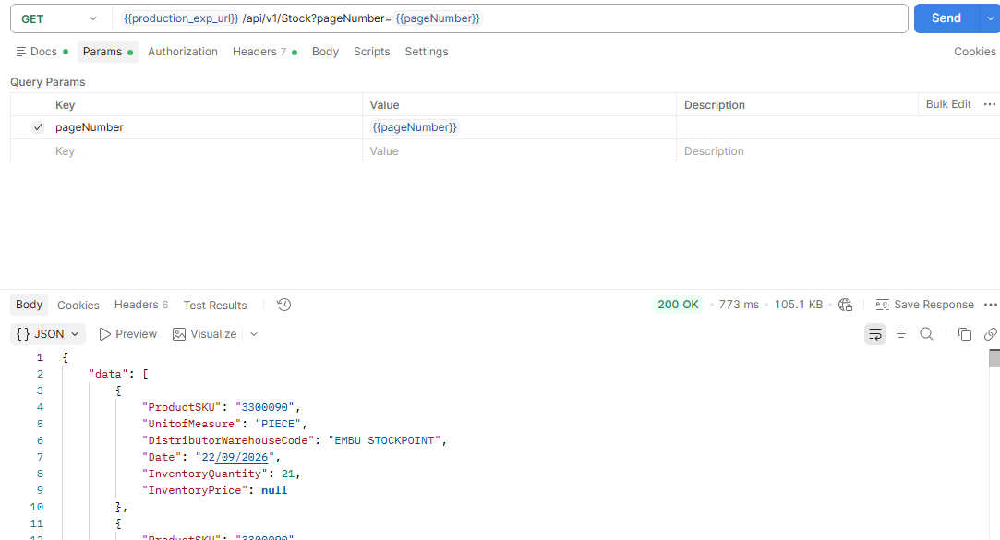 GET {{production_exp_url}} /api/v1/Stock?pageNumber= {{pageNumber}} Send
Docs Params Authorization Headers 7 Body Scripts Settings Cookies
Query Params
Key Value Description Bulk Edit
pageNumber {{pageNumber}}
Key Value Description
Body Cookies Headers 6 Test Results 200 OK 773 ms 105.1 KB e.g. Save Response
{} JSON Preview Visualize
1 {
2 "data": [
3 {
4 "ProductSKU": "3300090",
5 "UnitofMeasure": "PIECE",
6 "DistributorWarehouseCode": "EMBU STOCKPOINT",
7 "Date": "22/09/2026",
8 "InventoryQuantity": 21,
9 "InventoryPrice": null
10 },
11 {
12 "ProductSKU": "3300090"